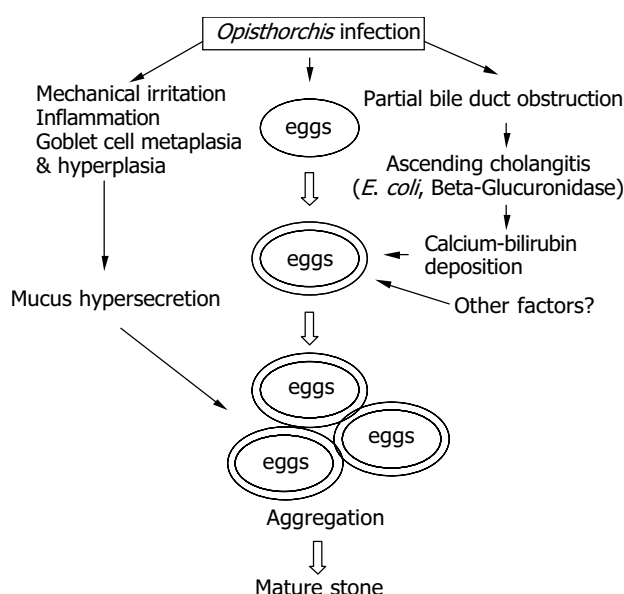 Opisthorchis infection
Mechanical irritation
Inflammation
Goblet cell metaplasia
& hyperplasia
eggs
Partial bile duct obstruction
Ascending cholangitis
(E. coli, Beta-Glucuronidase)
eggs
Calcium-bilirubin
deposition
Mucus hypersecretion
Other factors?
eggs
eggs
eggs
Aggregation
Mature stone